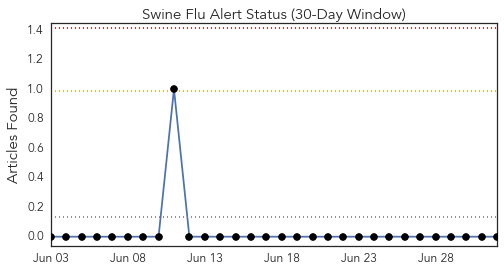 Swine Flu Alert Status (30-Day Window)
Articles Found
1.4
1.2
1.0
0.8
0.6
0.4
0.2
0.0
Jun 03 Jun 08 Jun 13 Jun 18 Jun 23 Jun 28